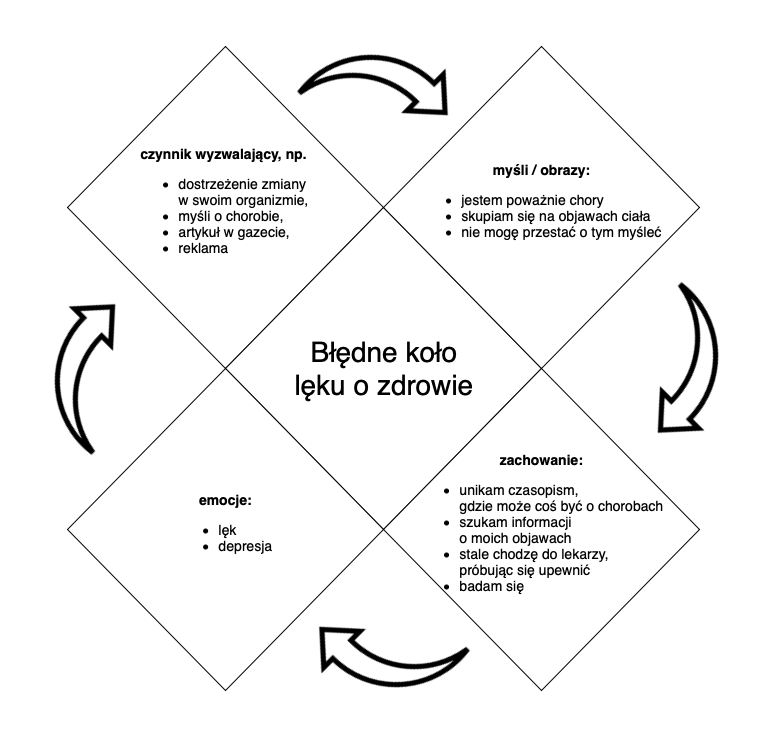 czynnik wyzwalający, np.
• dostrzeżenie zmiany
w swoim organizmie,
• myśli o chorobie,
• artykuł w gazecie,
• reklama
myśli / obrazy:
• jestem poważnie chory
• skupiam się na objawach ciała
• nie mogę przestać o tym myśleć
Błędne koło
lęku o zdrowie
emocje:
• lęk
• depresja
zachowanie:
• unikam czasopism,
gdzie może coś być o chorobach
• szukam informacji
o moich objawach
• stale chodzę do lekarzy,
próbując się upewnić
• badam się